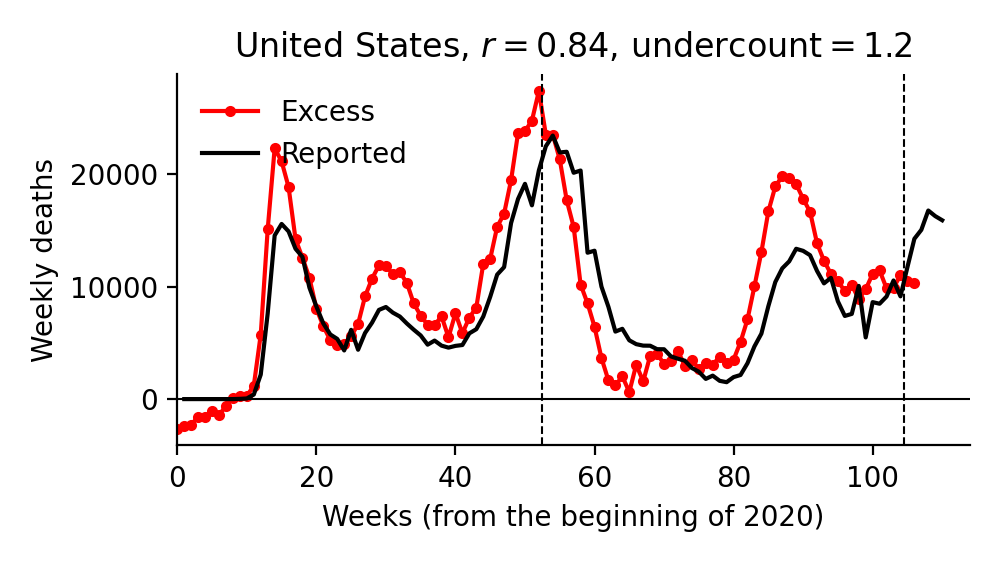 United States, r = 0.84, undercount = 1.2
Excess
Reported
Weekly deaths
20000
10000
0
0 20 40 60 80 100
Weeks (from the beginning of 2020)